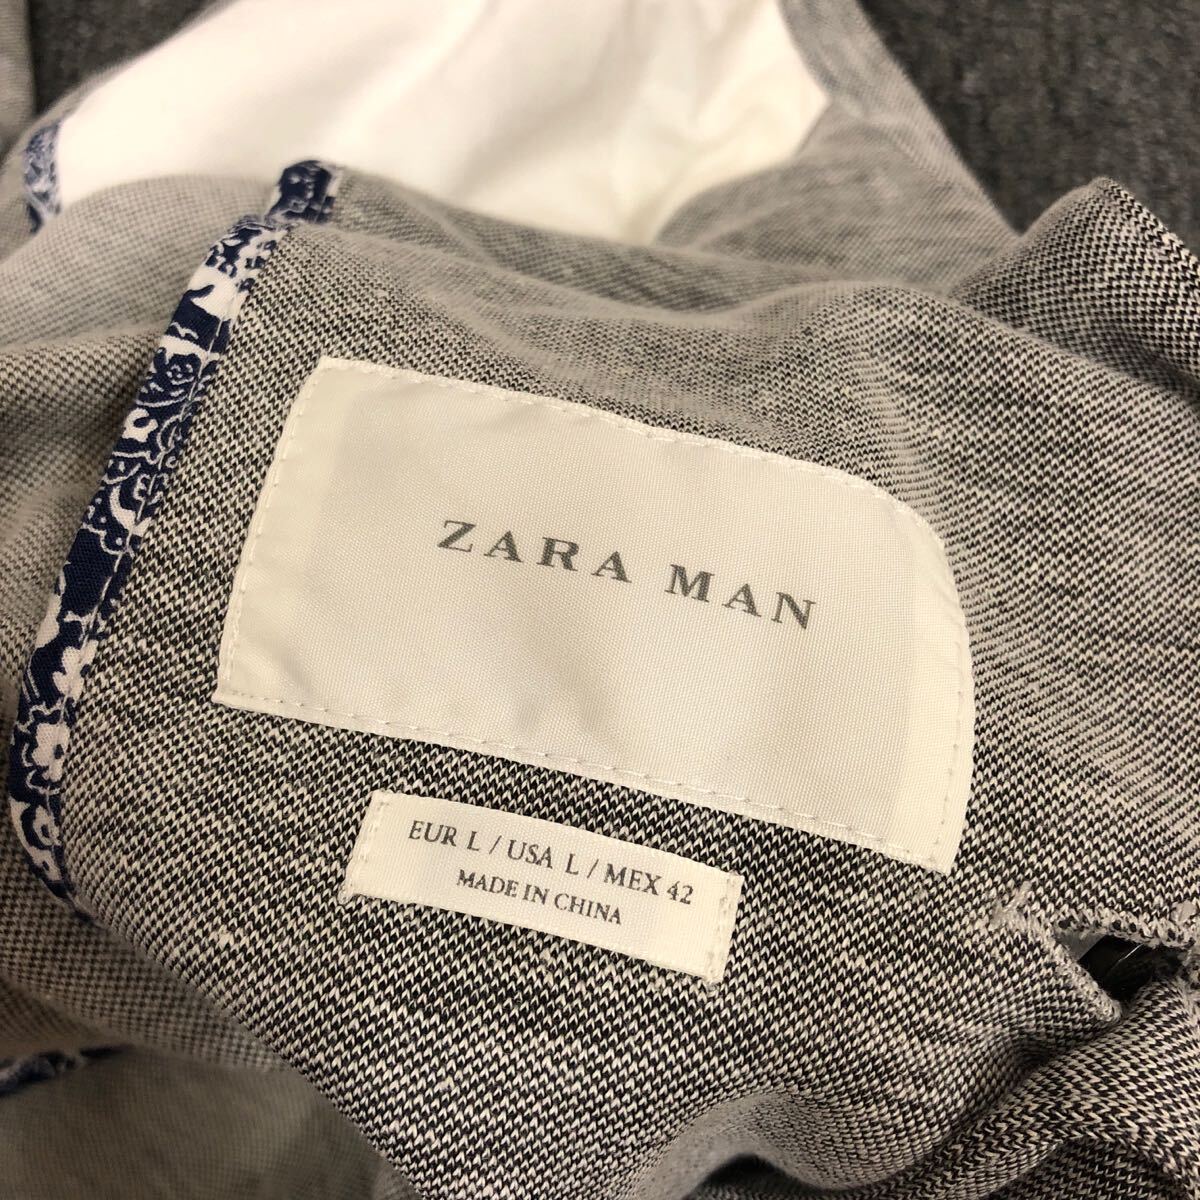 ZARA MAN
EUR L / USA L / MEX 42
MADE IN CHINA